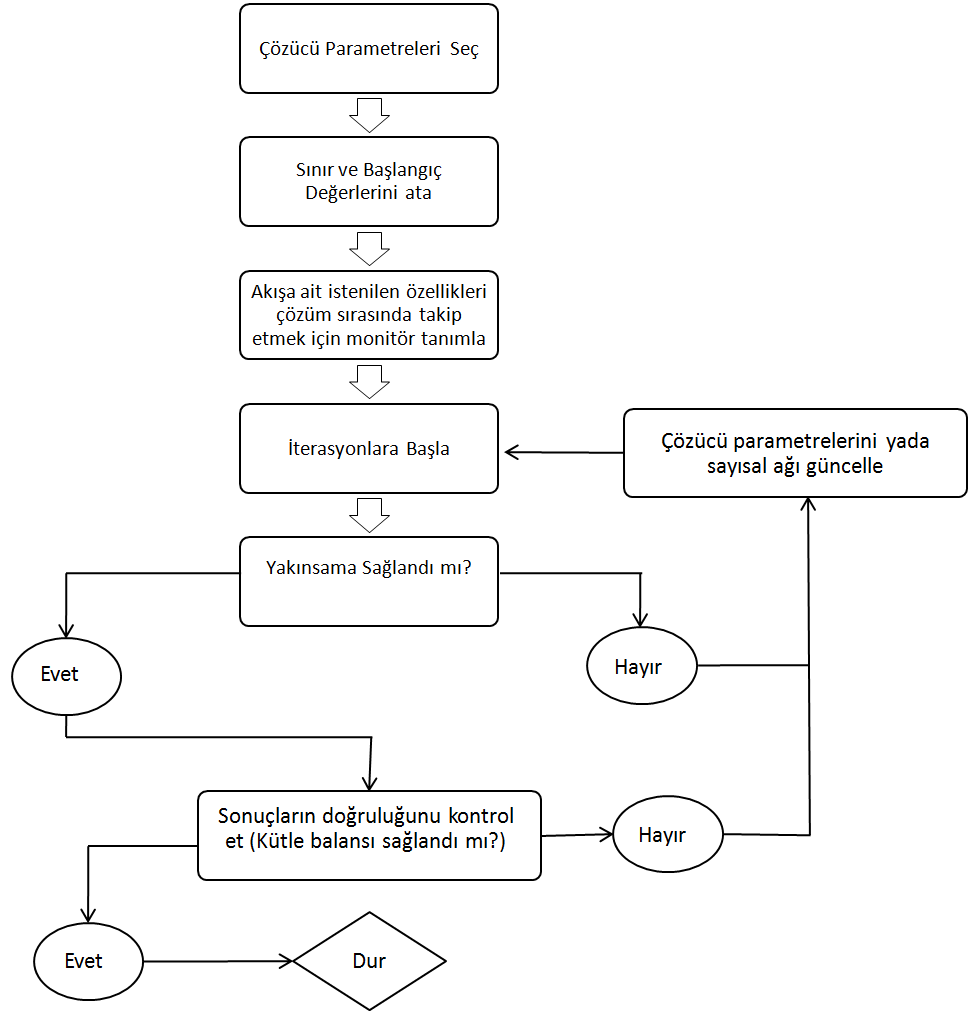 Çözücü Parametreleri Seç
Sınır ve Başlangıç
Değerlerini ata
Akışa ait istenilen özellikleri
çözüm sırasında takip
etmek için monitör tanımla
İterasyonlara Başla
Çözücü parametrelerini yada
sayısal ağı güncelle
Yakınsama Sağlandı mı?
Evet
Hayır
Sonuçların doğruluğunu kontrol
et (Kütle balansı sağlandı mı?)
Hayır
Evet
Dur